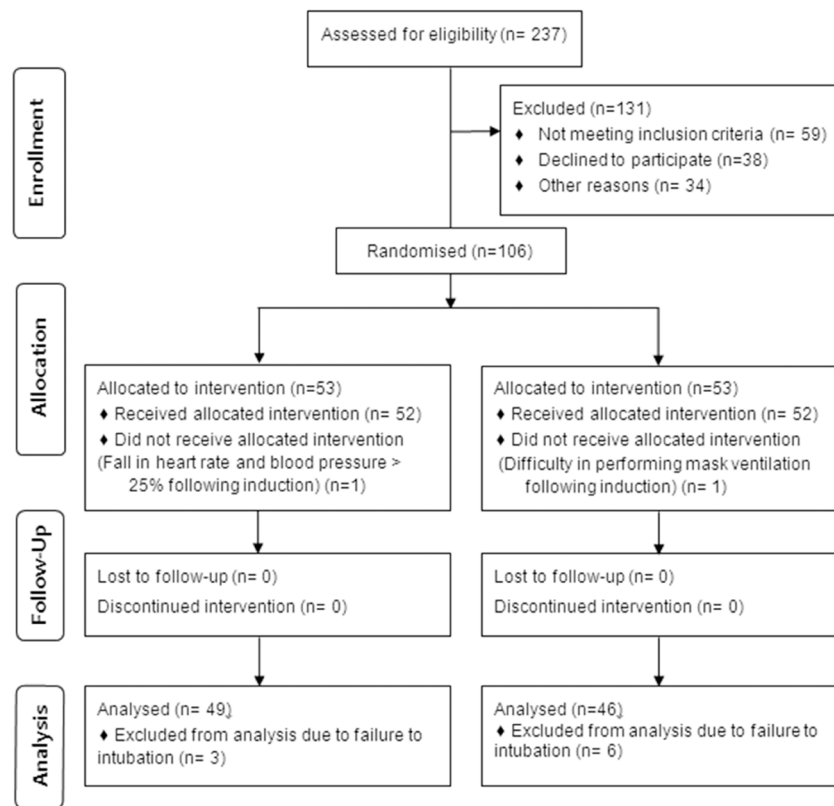 Assessed for eligibility (n= 237)
Enrollment
Excluded (n=131)
♦ Not meeting inclusion criteria (n= 59)
♦ Declined to participate (n=38)
♦ Other reasons (n= 34)
Randomised (n=106)
Allocation
Allocated to intervention (n=53)
♦ Received allocated intervention (n= 52)
♦ Did not receive allocated intervention
(Fall in heart rate and blood pressure >
25% following induction) (n=1)
Allocated to intervention (n=53)
♦ Received allocated intervention (n= 52)
♦ Did not receive allocated intervention
(Difficulty in performing mask ventilation
following induction) (n= 1)
Follow-Up
Lost to follow-up (n= 0)
Discontinued intervention (n= 0)
Lost to follow-up (n= 0)
Discontinued intervention (n= 0)
Analysis
Analysed (n= 49)
♦ Excluded from analysis due to failure to
intubation (n= 3)
Analysed (n=46)
♦ Excluded from analysis due to failure to
intubation (n= 6)